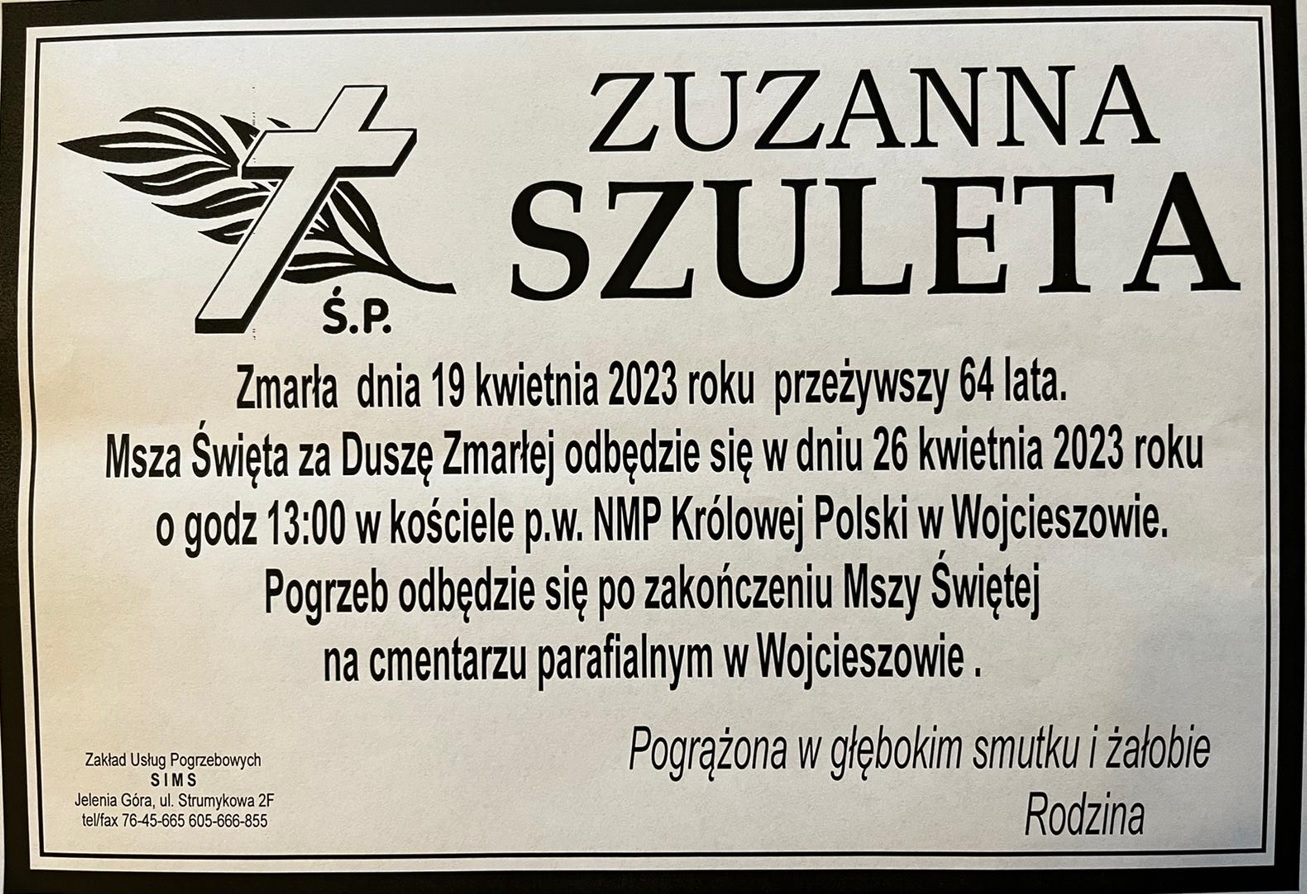 ZUZANNA
SZULETA
Ś.P.
Zmarła dnia 19 kwietnia 2023 roku przeżywszy 64 lata.
Msza Święta za Duszę Zmarłej odbędzie się w dniu 26 kwietnia 2023 roku
o godz 13:00 w kościele p.w. NMP Królowej Polski w Wojcieszowie.
Pogrzeb odbędzie się po zakończeniu Mszy Świętej
na cmentarzu parafialnym w Wojcieszowie .
Pogrążona w głębokim smutku i żałobie
Rodzina
Zakład Usług Pogrzebowych
S I M S
Jelenia Góra, ul. Strumykowa 2F
tel/fax 76-45-665 605-666-855